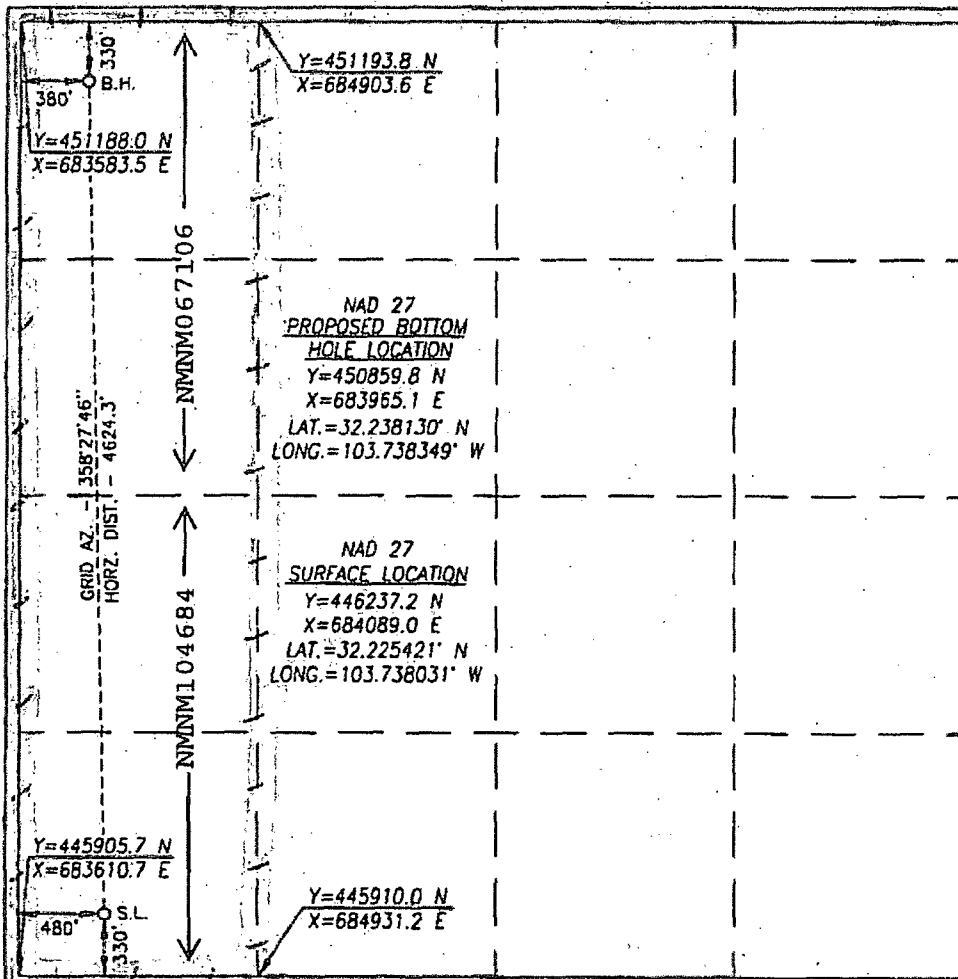 330'
380'
B.H.
Y=451193.8 N
X=684903.6 E
Y=451188.0 N
X=683583.5 E
NMNM067106
NAD 27
PROPOSED BOTTOM
HOLE LOCATION
Y=450859.8 N
X=683965.1 E
LAT.=32.238130° N
LONG.=103.738349° W
GRID AZ. - 358°27'46"
HORZ. DIST. - 4624.3'
NMNM104684
NAD 27
SURFACE LOCATION
Y=446237.2 N
X=684089.0 E
LAT.=32.225421° N
LONG.=103.738031° W
Y=445905.7 N
X=683610.7 E
480'
S.L.
330'
Y=445910.0 N
X=684931.2 E